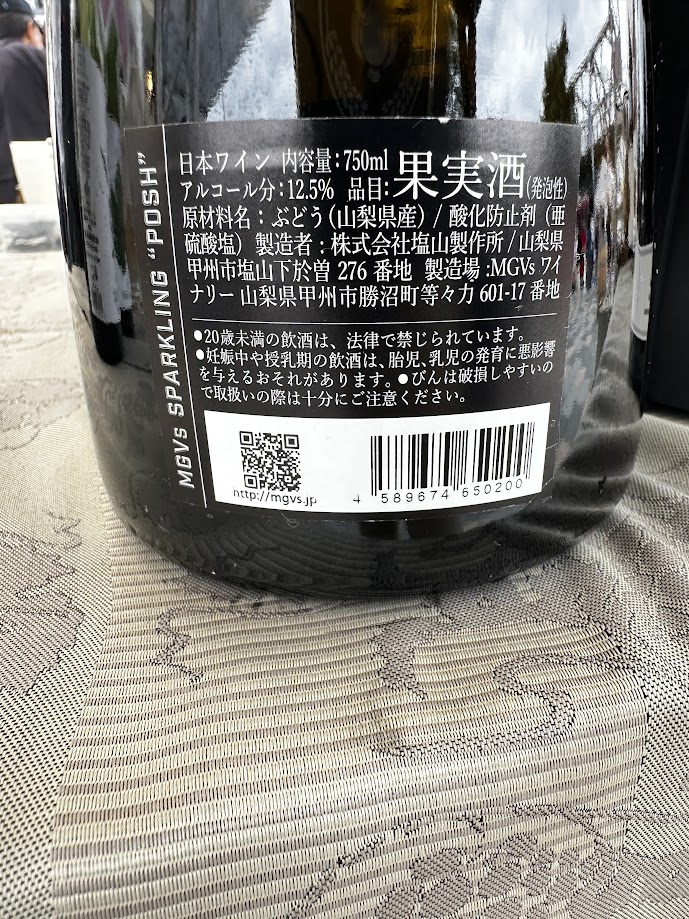 MGVs SPARKLING "POSH"
日本ワイン 内容量:750ml
アルコール分:12.5% 品目:果実酒(発泡性)
原材料名:ぶどう(山梨県産)/酸化防止剤(亜
硫酸塩)製造者:株式会社塩山製作所/山梨県
甲州市塩山下於曽 276 番地 製造場:MGVs ワイ
ナリー 山梨県甲州市勝沼町等々力 601-17 番地
●20歳未満の飲酒は、法律で禁じられています。
●妊娠中や授乳期の飲酒は、胎児、乳児の発育に悪影響
を与えるおそれがあります。●びんは破損しやすいの
で取扱いの際は十分にご注意ください。
http://mgvs.jp
4 589674 650200